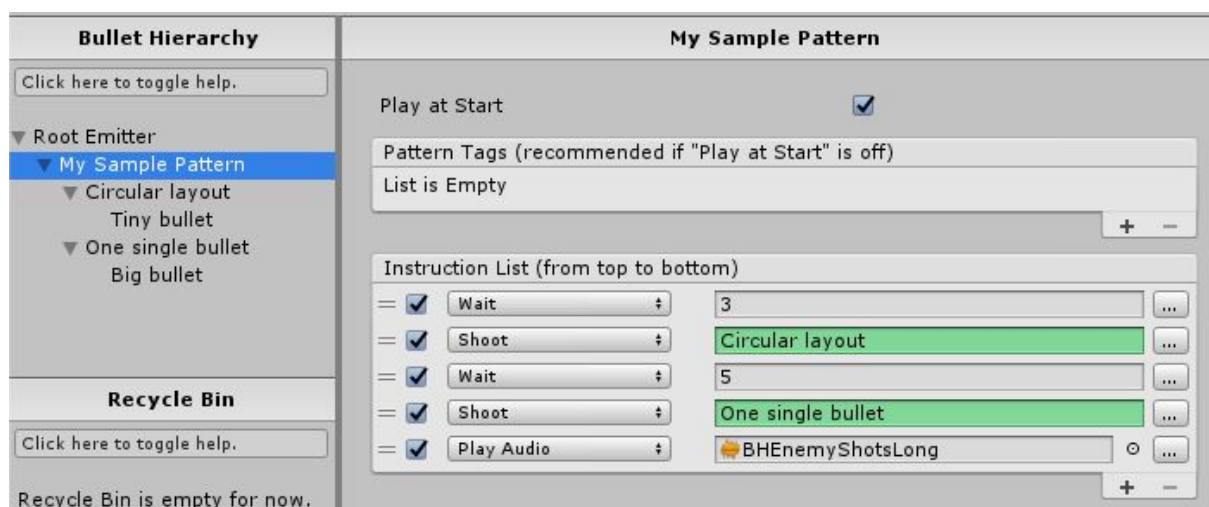 Bullet Hierarchy
Click here to toggle help.
Root Emitter
My Sample Pattern
Circular layout
Tiny bullet
One single bullet
Big bullet
Recycle Bin
Click here to toggle help.
Recycle Bin is empty for now.
My Sample Pattern
Play at Start
Pattern Tags (recommended if "Play at Start" is off)
List is Empty
+ −
Instruction List (from top to bottom)
Wait 3 ...
Shoot Circular layout ...
Wait 5 ...
Shoot One single bullet ...
Play Audio BHEnemyShotsLong ...
+ −